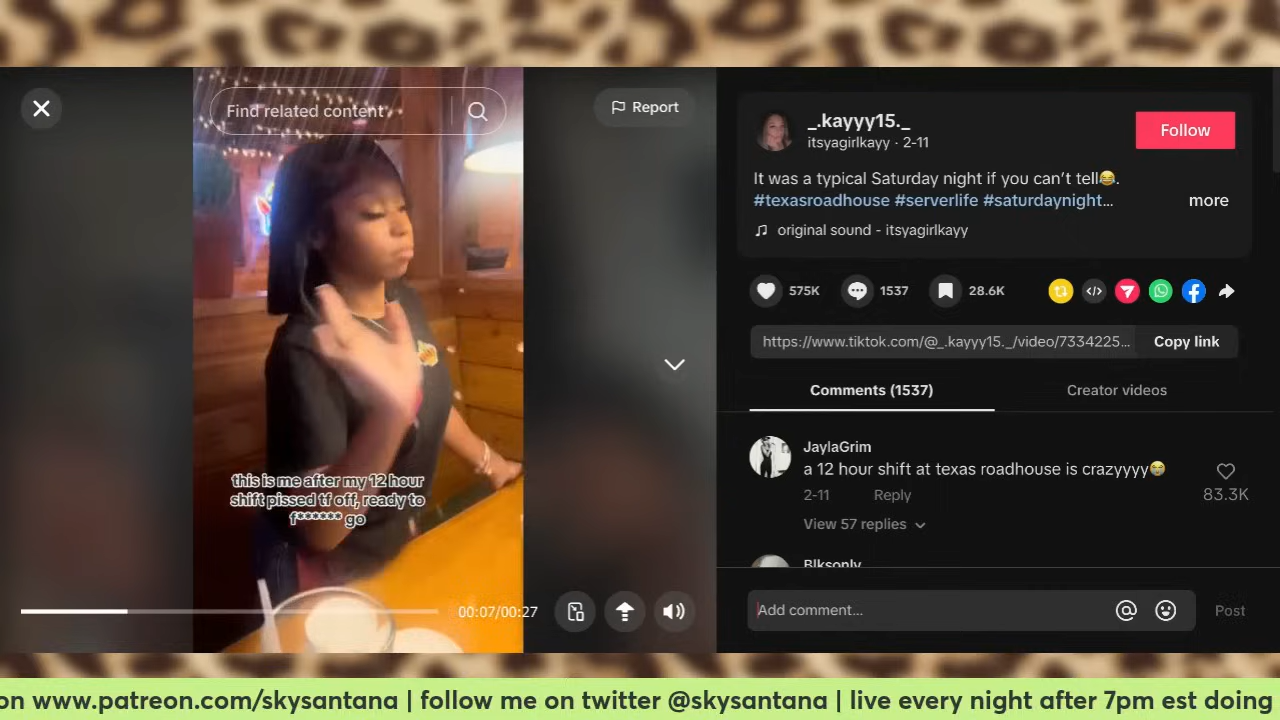 Find related content
Report
_.kayyy15._
itsyagirlkayy · 2-11
Follow
It was a typical Saturday night if you can't tell😂.
#texasroadhouse #serverlife #saturdaynight...
more
original sound - itsyagirlkayy
575K
1537
28.6K
https://www.tiktok.com/@_.kayyy15._/video/7334225...
Copy link
Comments (1537)
Creator videos
JaylaGrim
a 12 hour shift at texas roadhouse is crazyyyy😭
83.3K
2-11
Reply
View 57 replies
Blksonly
this is me after my 12 hour
shift pissed tf off, ready to
f****** go
00:07/00:27
Add comment...
Post
on www.patreon.com/skysantana | follow me on twitter @skysantana | live every night after 7pm est doing